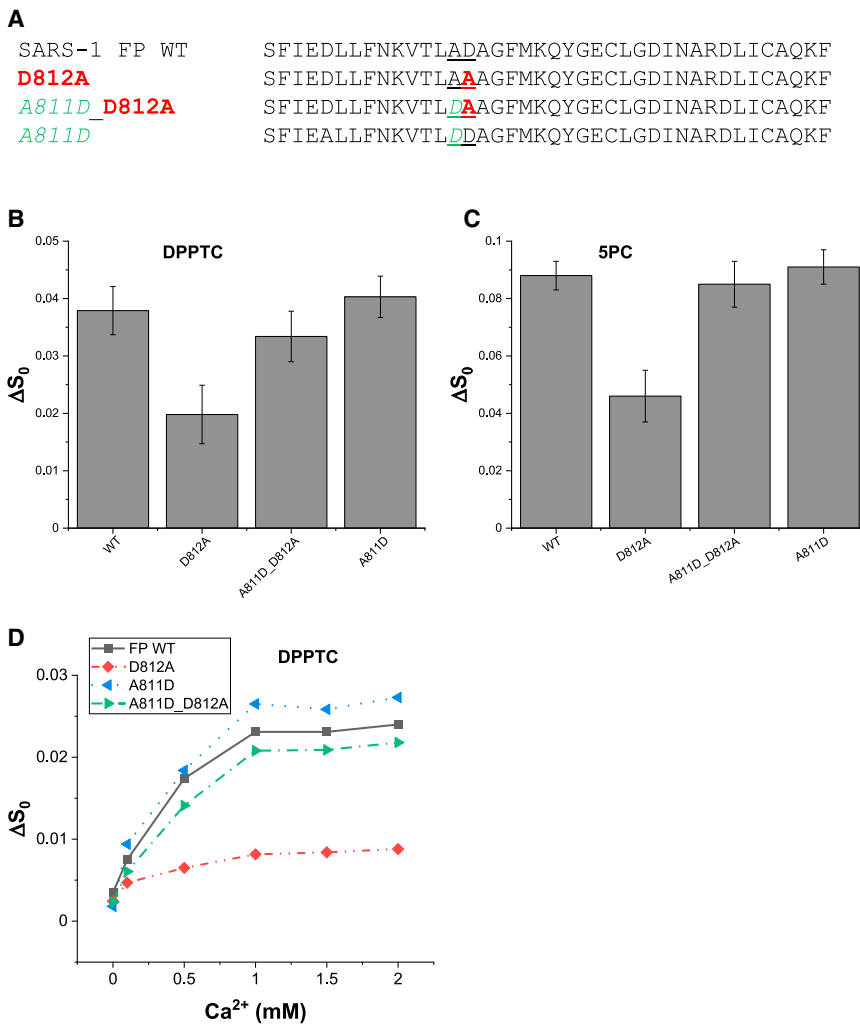 A
SARS-1 FP WT SFIEDLLFNKVTLADAGFMKQYGECLGDINARDLICAQKF
D812A SFIEDLLFNKVTLAAAGFMKQYGECLGDINARDLICAQKF
A811D_D812A SFIEDLLFNKVTLDAAGFMKQYGECLGDINARDLICAQKF
A811D SFIEALLFNKVTLDDAGFMKQYGECLGDINARDLICAQKF
B
DPPTC
0.05
0.04
0.03
0.02
0.01
0
ΔS₀
WT
D812A
A811D_D812A
A811D
C
5PC
0.1
0.08
0.06
0.04
0.02
0
ΔS₀
WT
D812A
A811D_D812A
A811D
D
DPPTC
FP WT
D812A
A811D
A811D_D812A
0.03
0.02
0.01
0
ΔS₀
0 0.5 1 1.5 2
Ca²⁺ (mM)